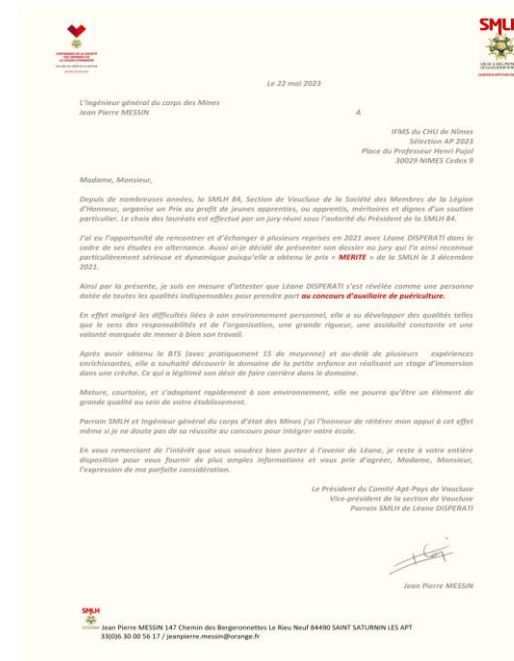 SMLH
Le 22 mai 2023
L'Ingénieur général du corps des Mines
Jean Pierre MESSIN
A
IFMS du CHU de Nîmes
Sélection AP 2023
Place du Professeur Henri Pujol
30029 NIMES Cedex 9
Madame, Monsieur,
Depuis de nombreuses années, la SMLH 84, Section de Vaucluse de la Société des Membres de la Légion
d'Honneur, organise un Prix au profit de jeunes apprenties, ou apprentis, méritoires et dignes d'un soutien
particulier. Le choix des lauréats est effectué par un jury réuni sous l'autorité du Président de la SMLH 84.
J'ai eu l'opportunité de rencontrer et d'échanger à plusieurs reprises en 2021 avec Léane DISPERATI dans le
cadre de ses études en alternance. Aussi ai-je décidé de présenter son dossier au jury qui l'a ainsi reconnue
particulièrement sérieuse et dynamique puisqu'elle a obtenu le prix « MERITE » de la SMLH le 3 décembre
2021.
Ainsi par la présente, je suis en mesure d'attester que Léane DISPERATI s'est révélée comme une personne
datée de toutes les qualités indispensables pour prendre part au concours d'auxiliaire de puériculture.
En effet malgré les difficultés liées à son environnement personnel, elle a su développer des qualités telles
que le sens des responsabilités et de l'organisation, une grande rigueur, une assiduité constante et une
volonté marquée de mener à bien son travail.
Après avoir obtenu le BTS (avec pratiquement 15 de moyenne) et au-delà de plusieurs expériences
enrichissantes, elle a souhaité découvrir le domaine de la petite enfance en réalisant un stage d'immersion
dans une crèche. Ce qui a légitimé son désir de faire carrière dans le domaine.
Mature, courtoise, et s'adaptant rapidement à son environnement, elle ne pourra qu'être un élément de
grande qualité au sein de votre établissement.
Parrain SMLH et Ingénieur général du corps d'état des Mines j'ai l'honneur de réitérer mon appui à cet effet
même si je ne doute pas de sa réussite au concours pour intégrer votre école.
En vous remerciant de l'intérêt que vous voudrez bien porter à l'avenir de Léane, je reste à votre entière
disposition pour vous fournir de plus amples informations et vous prie d'agréer, Madame, Monsieur,
l'expression de ma parfaite considération.
Le Président du Comité Apt-Pays de Vaucluse
Vice-président de la section de Vaucluse
Parrain SMLH de Léane DISPERATI
Jean Pierre MESSIN
SMLH
Jean Pierre MESSIN 147 Chemin des Bergeronnettes Le Rieu Neuf 84490 SAINT SATURNIN LES APT
33(0)6 30 00 56 17 / jeanpierre.messin@orange.fr